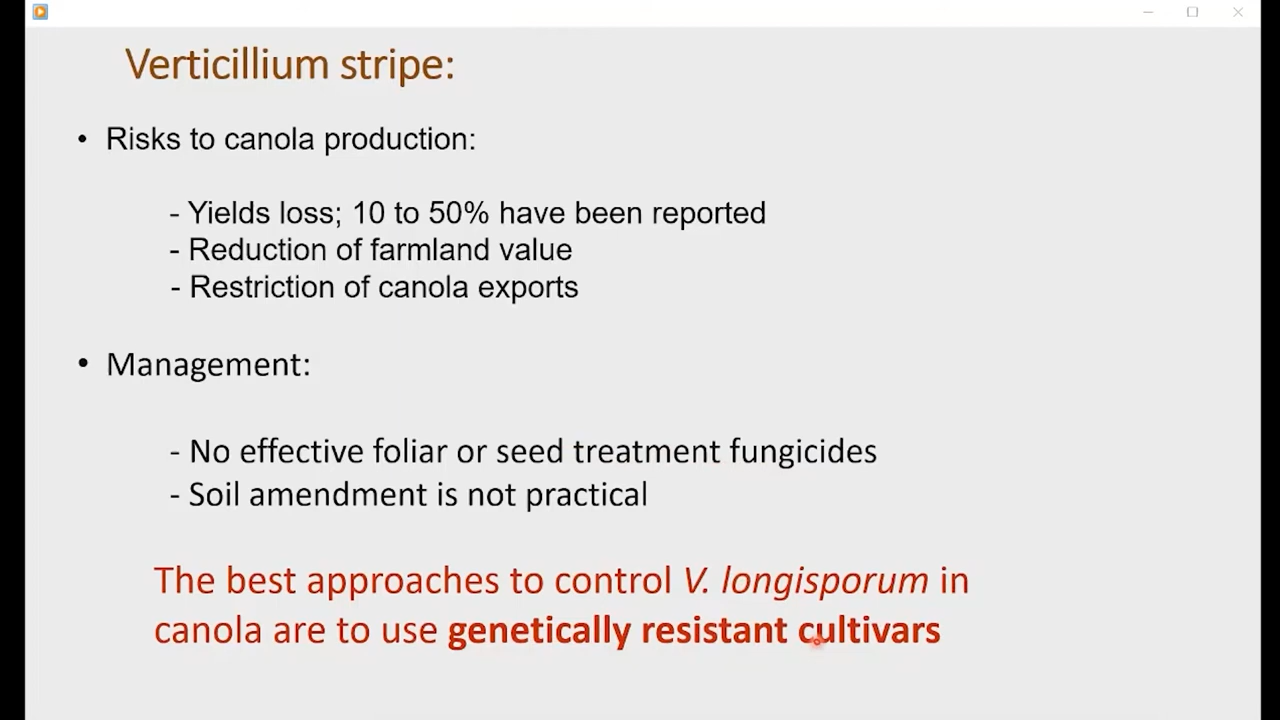 Verticillium stripe:
• Risks to canola production:
- Yields loss; 10 to 50% have been reported
- Reduction of farmland value
- Restriction of canola exports
• Management:
- No effective foliar or seed treatment fungicides
- Soil amendment is not practical
The best approaches to control V. longisporum in
canola are to use genetically resistant cultivars